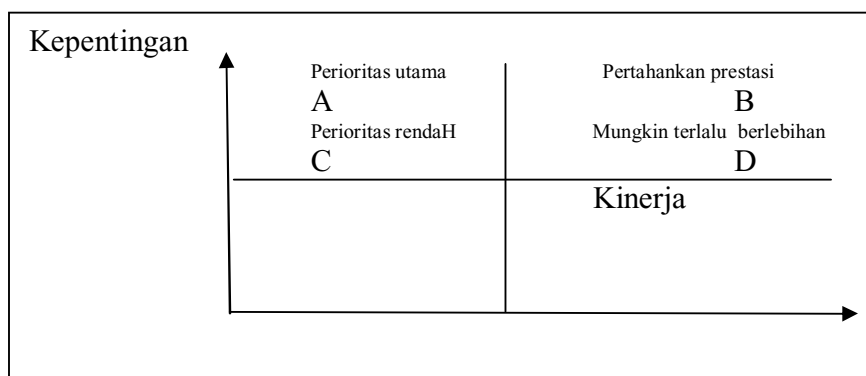 Kepentingan
Perioritas utama
Pertahankan prestasi
A
B
Perioritas rendaH
Mungkin terlalu berlebihan
C
D
Kinerja